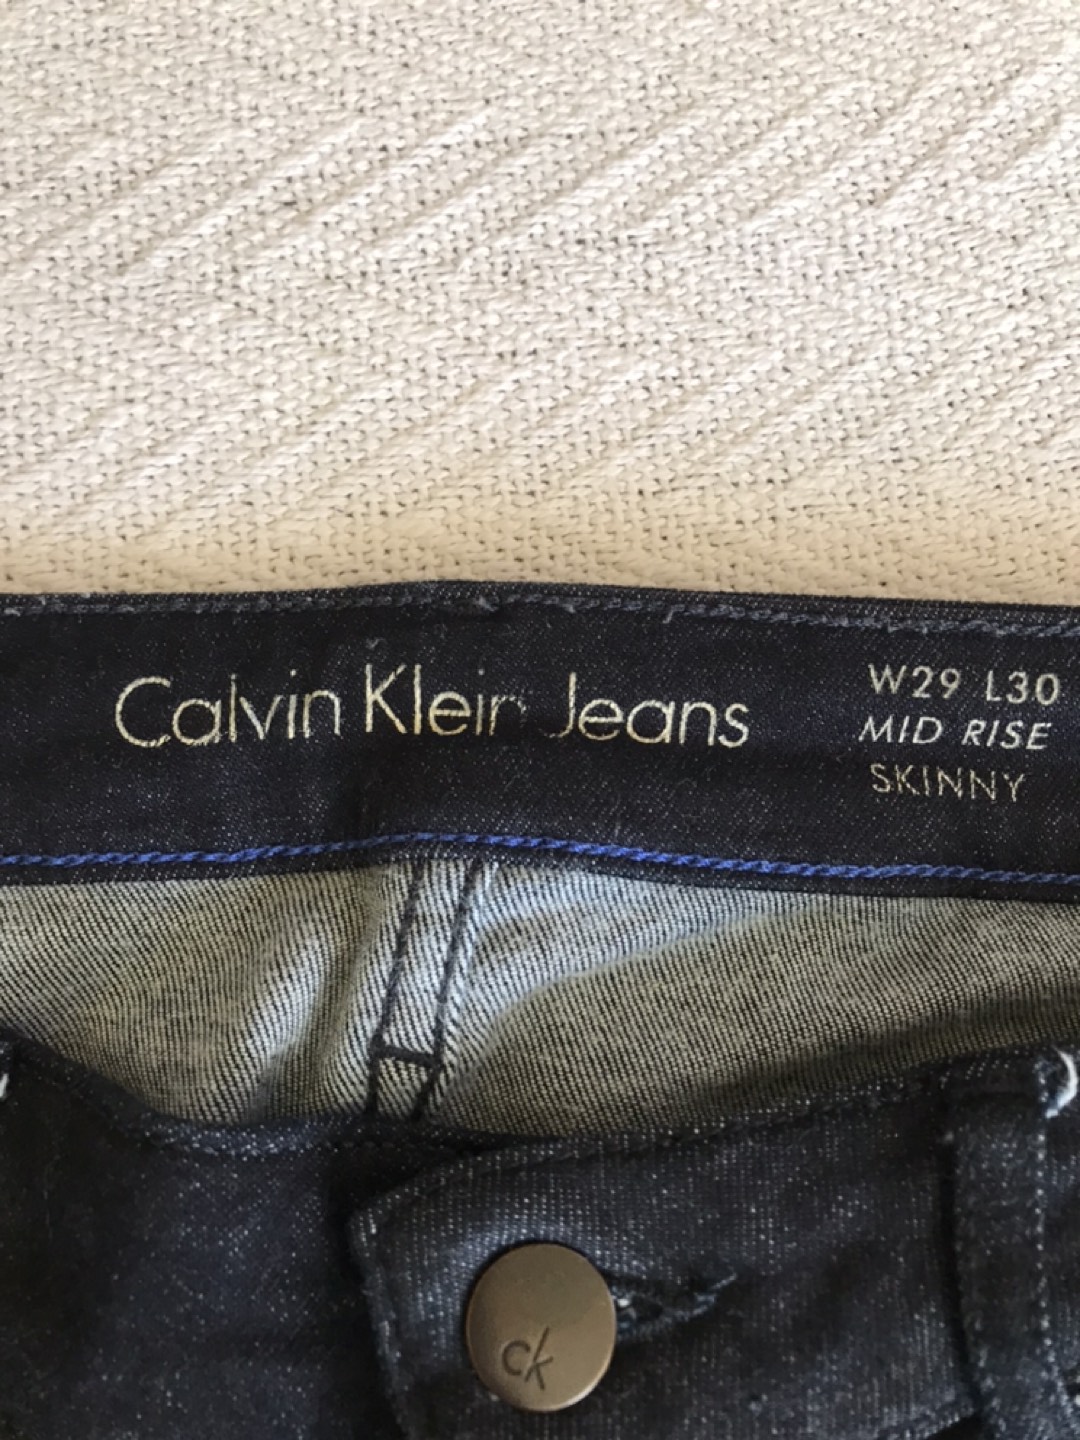 Calvin Klein Jeans
W29 L30
MID RISE
SKINNY
ck